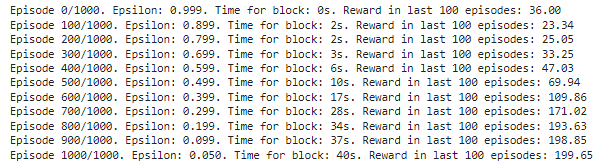 Episode 0/1000. Epsilon: 0.999. Time for block: 0s. Reward in last 100 episodes: 36.00
Episode 100/1000. Epsilon: 0.899. Time for block: 2s. Reward in last 100 episodes: 23.34
Episode 200/1000. Epsilon: 0.799. Time for block: 2s. Reward in last 100 episodes: 25.05
Episode 300/1000. Epsilon: 0.699. Time for block: 3s. Reward in last 100 episodes: 33.25
Episode 400/1000. Epsilon: 0.599. Time for block: 6s. Reward in last 100 episodes: 47.03
Episode 500/1000. Epsilon: 0.499. Time for block: 10s. Reward in last 100 episodes: 69.94
Episode 600/1000. Epsilon: 0.399. Time for block: 17s. Reward in last 100 episodes: 109.86
Episode 700/1000. Epsilon: 0.299. Time for block: 28s. Reward in last 100 episodes: 171.02
Episode 800/1000. Epsilon: 0.199. Time for block: 34s. Reward in last 100 episodes: 193.63
Episode 900/1000. Epsilon: 0.099. Time for block: 37s. Reward in last 100 episodes: 198.85
Episode 1000/1000. Epsilon: 0.050. Time for block: 40s. Reward in last 100 episodes: 199.65